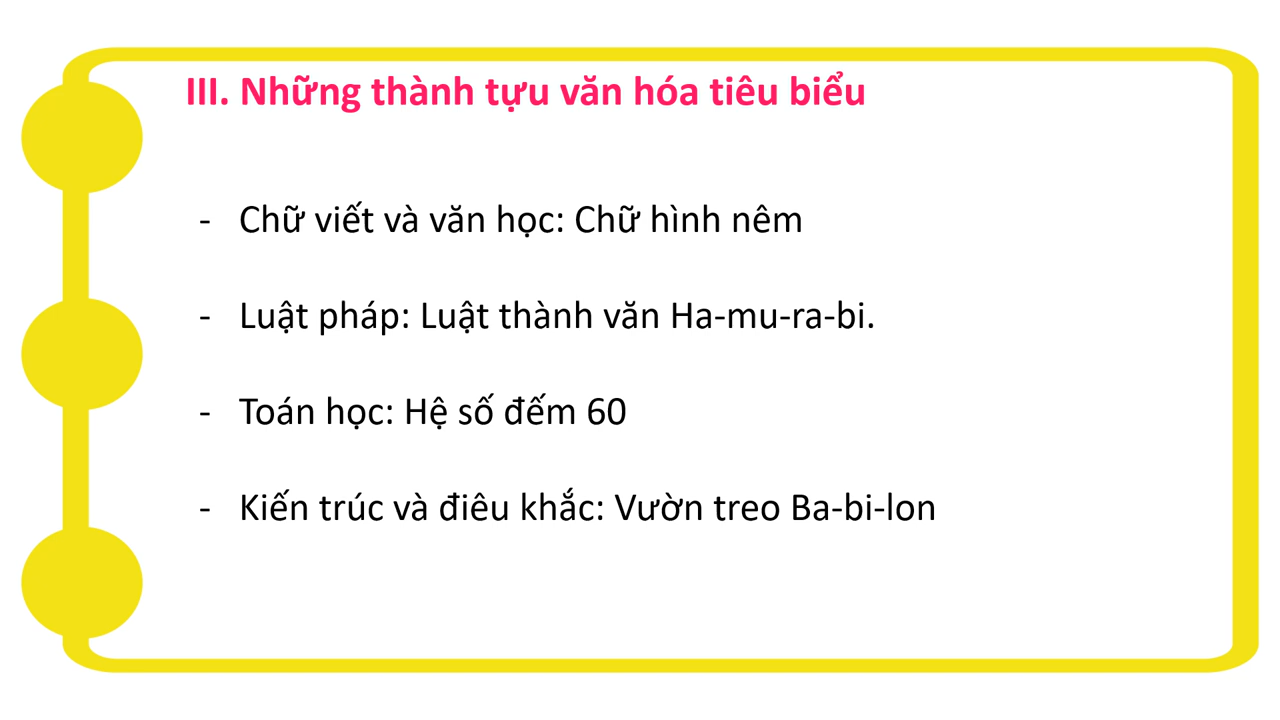 III. Những thành tựu văn hóa tiêu biểu
- Chữ viết và văn học: Chữ hình nêm
- Luật pháp: Luật thành văn Ha-mu-ra-bi.
- Toán học: Hệ số đếm 60
- Kiến trúc và điêu khắc: Vườn treo Ba-bi-lon